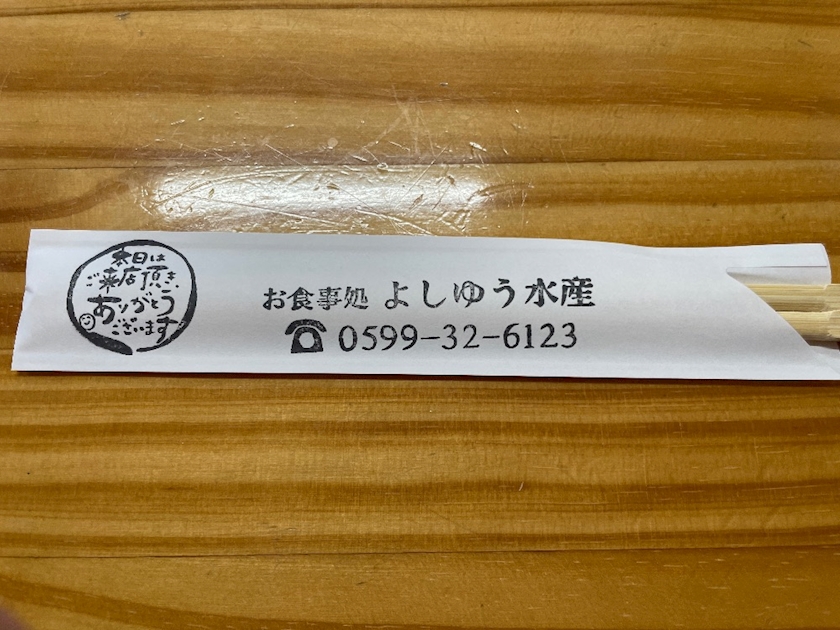 本日は
ご来店頂き
ありがとう
ございます
お食事処 よしゆう水産
0599-32-6123